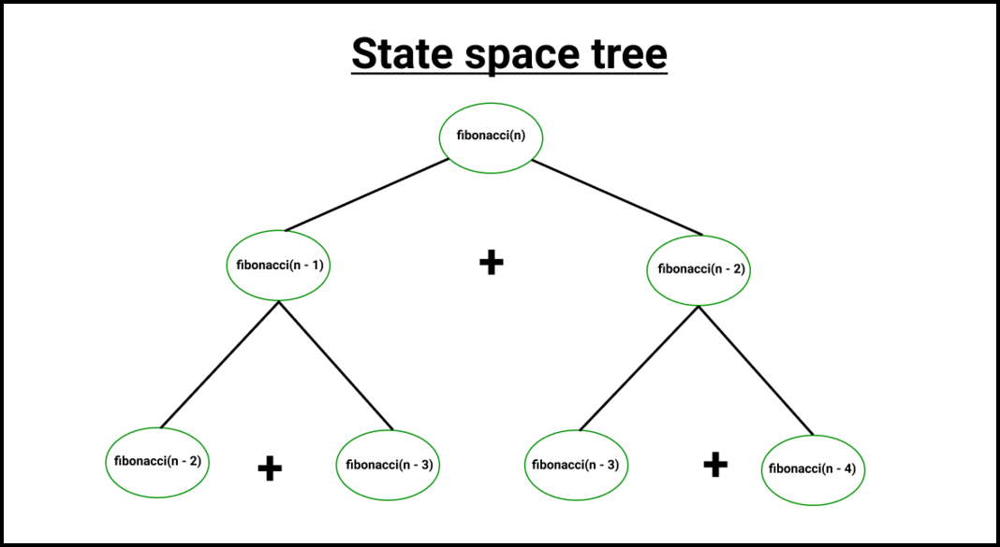 State space tree
fibonacci(n)
fibonacci(n - 1)
+
fibonacci(n - 2)
fibonacci(n - 2)
+
fibonacci(n - 3)
fibonacci(n - 3)
+
fibonacci(n - 4)